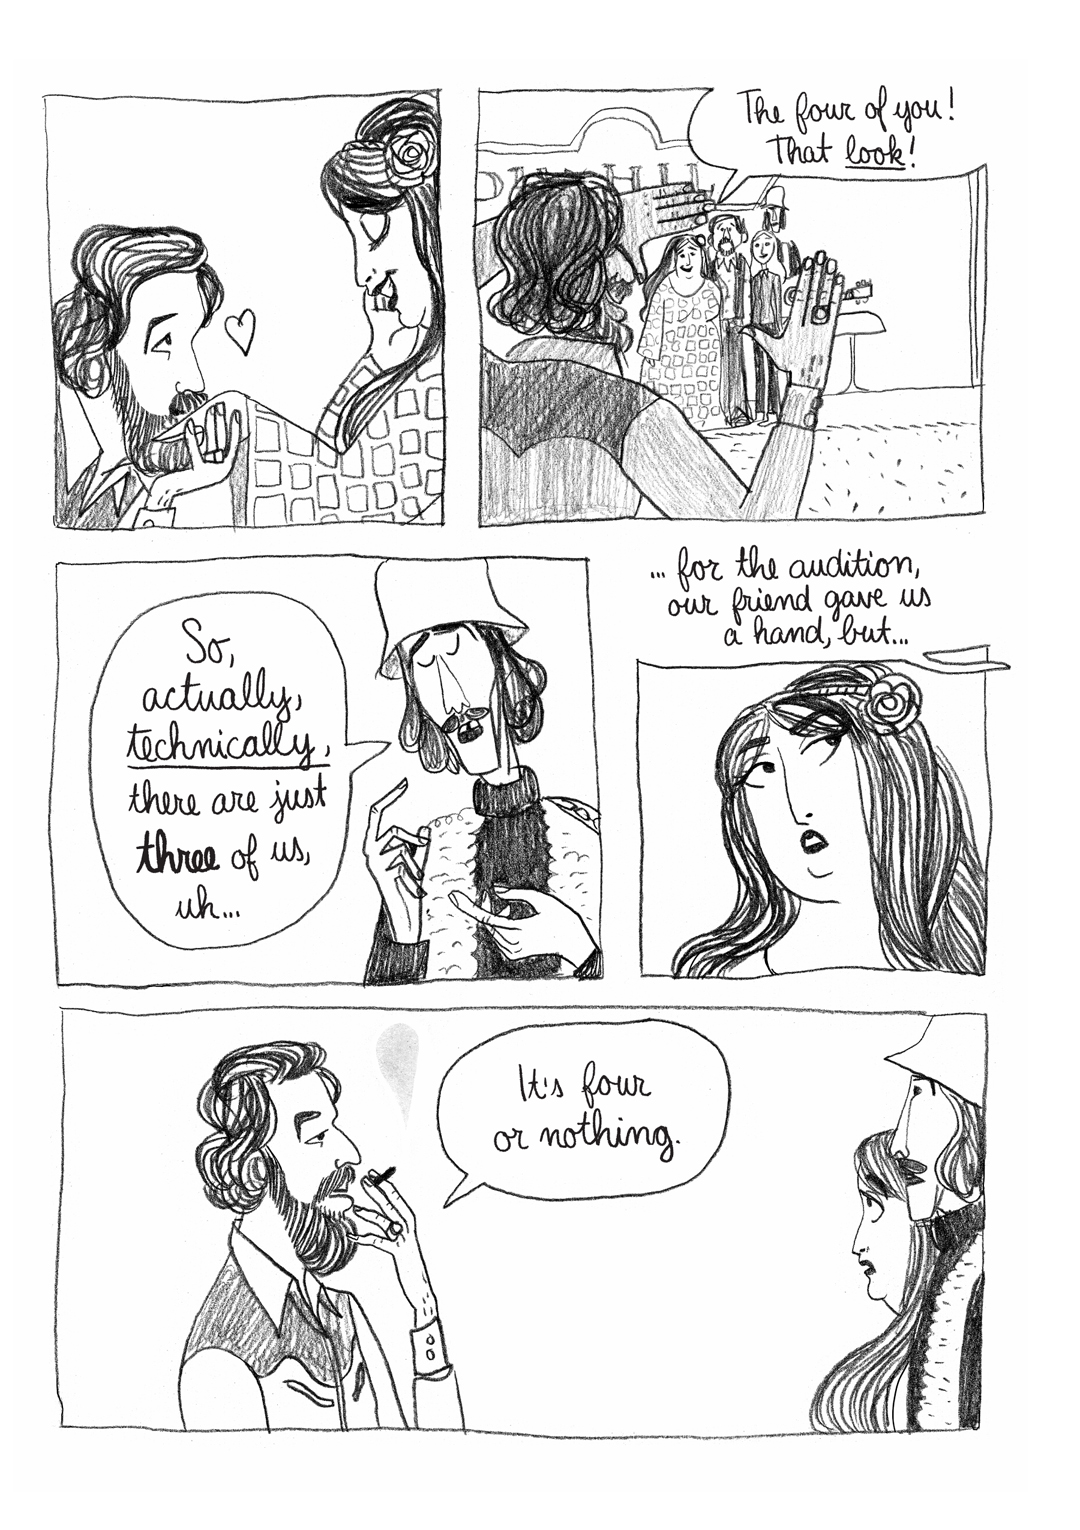 The four of you!
That look!
So,
actually,
technically,
there are just
three of us,
uh...
... for the audition,
our friend gave us
a hand, but...
It's four
or nothing.